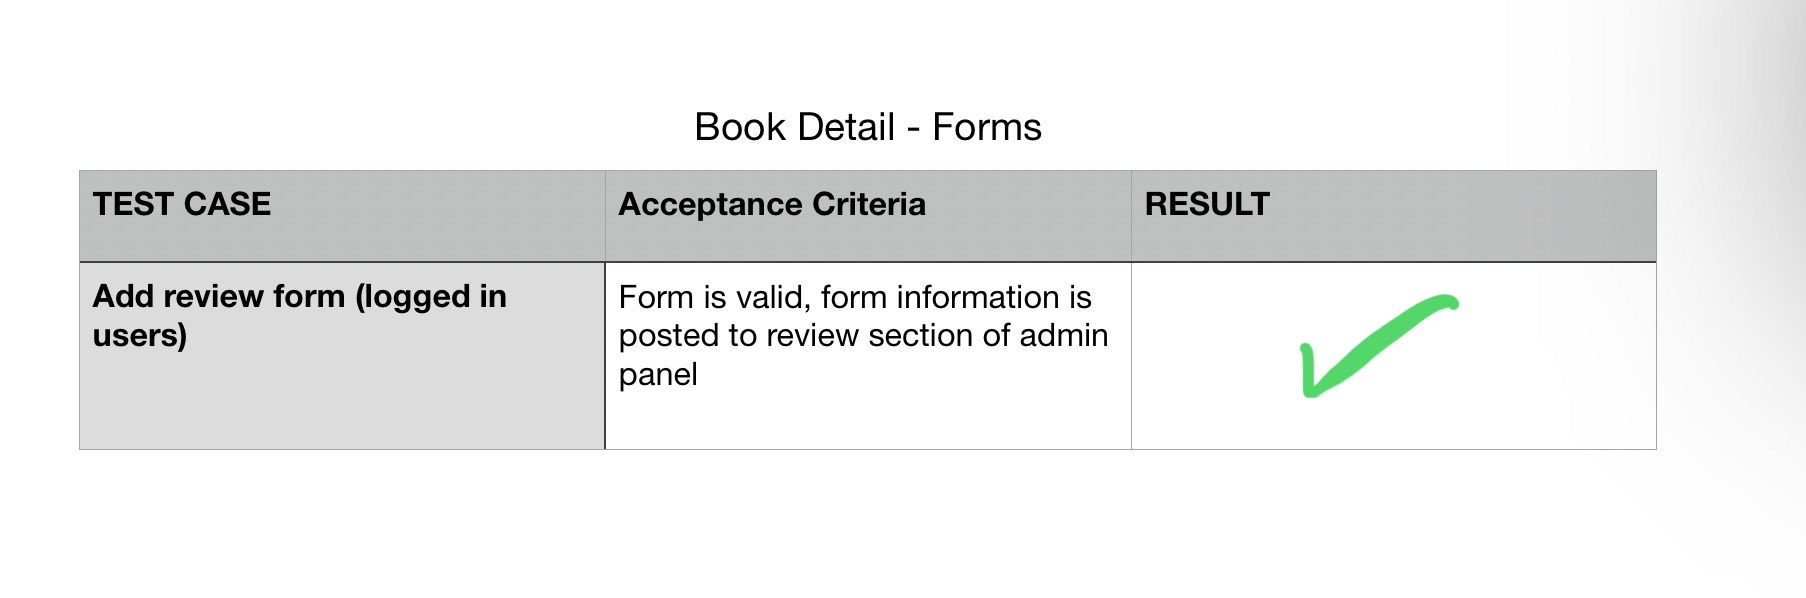 Book Detail - Forms
TEST CASE
Acceptance Criteria
RESULT
Add review form (logged in
users)
Form is valid, form information is
posted to review section of admin
panel